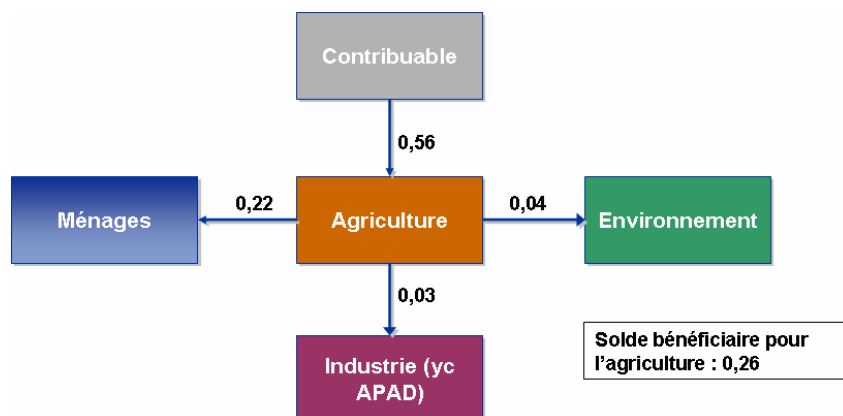 Contribuable
0,56
Ménages
0,22
Agriculture
0,04
Environnement
0,03
Industrie (yc
APAD)
Solde bénéficiaire pour
l'agriculture : 0,26